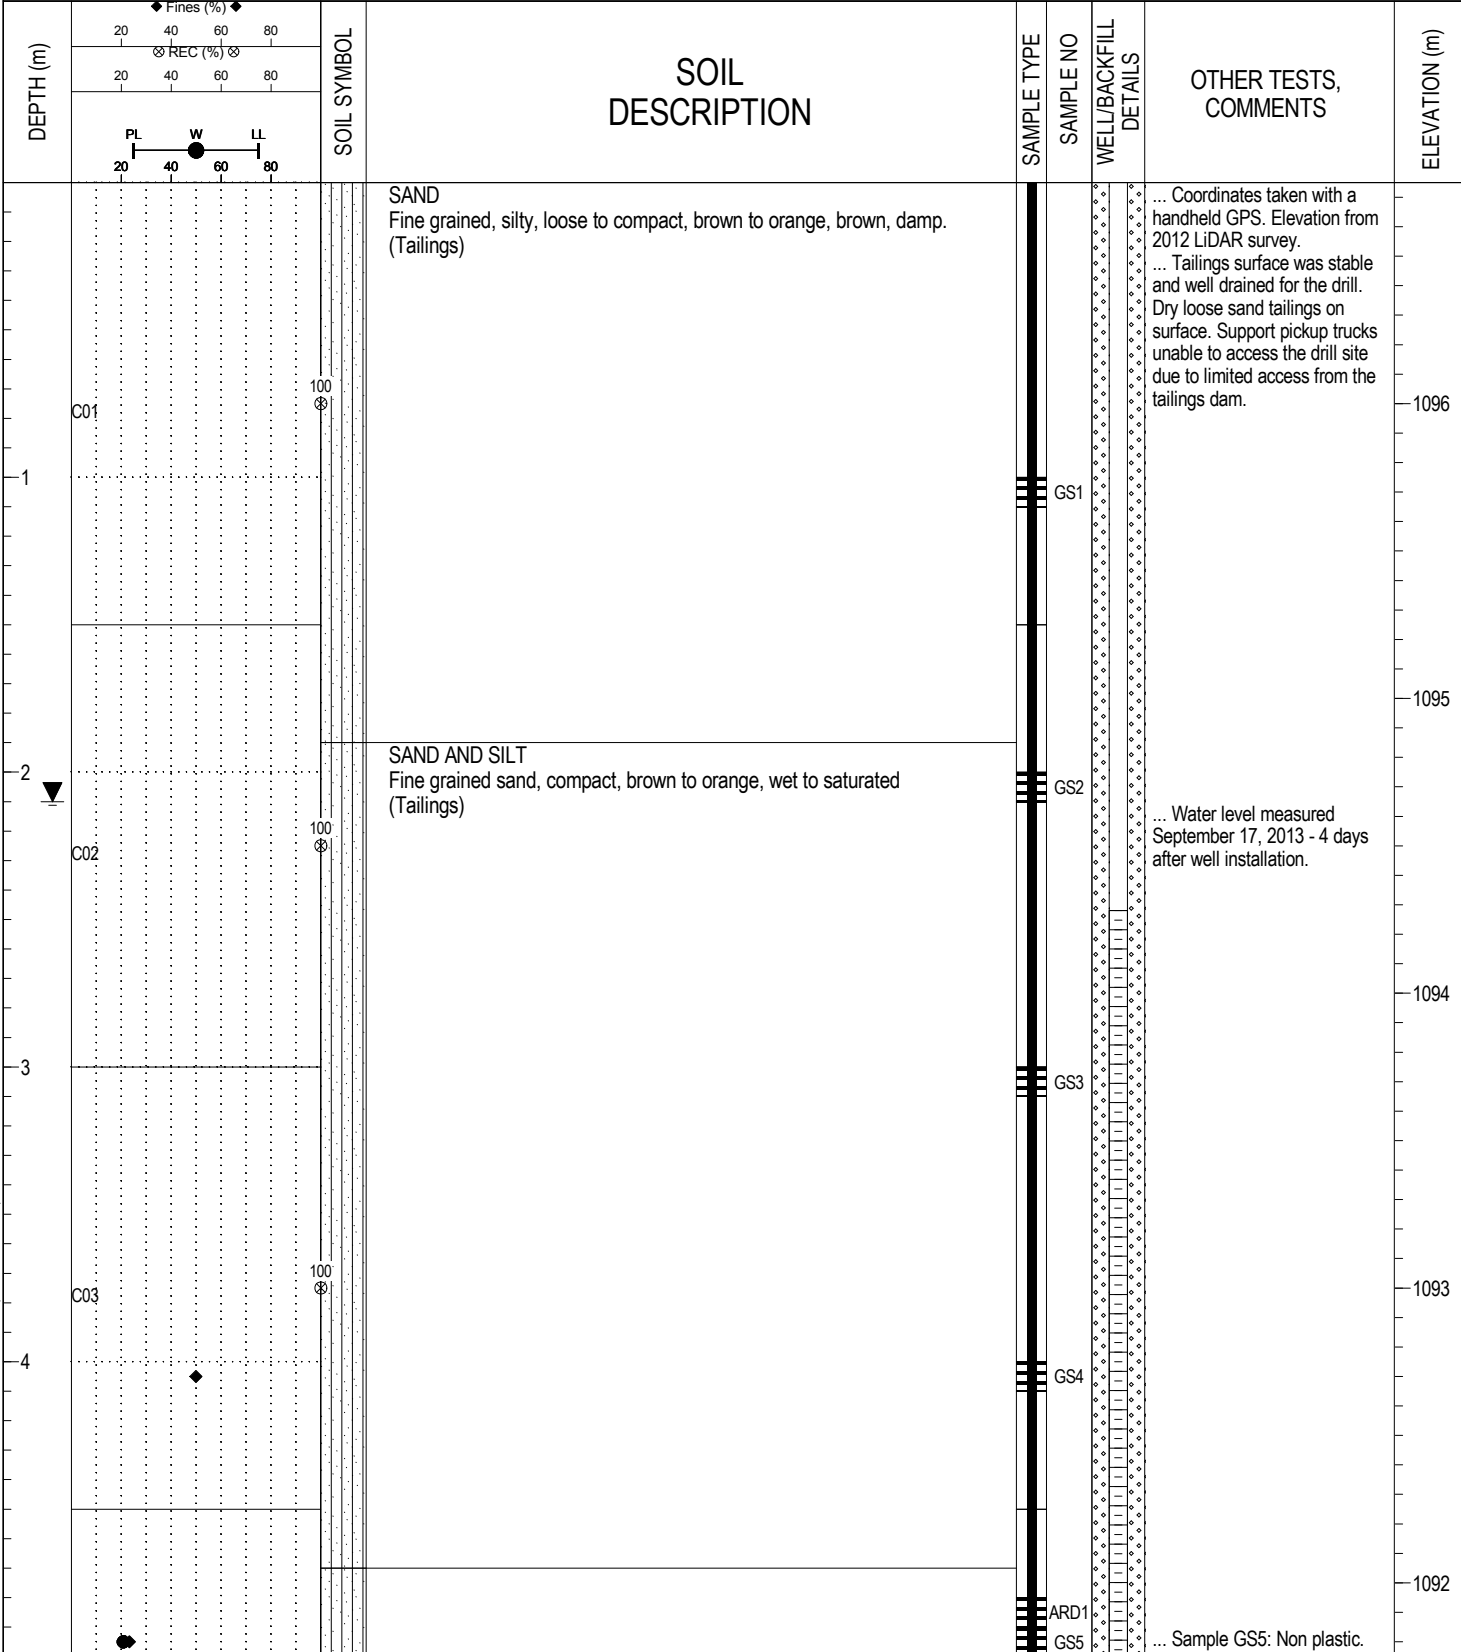 DEPTH (m)
Fines (%)
20 40 60 80
REC (%)
20 40 60 80
PL W LL
20 40 60 80
SOIL SYMBOL
SOIL
DESCRIPTION
SAMPLE TYPE
SAMPLE NO
WELL/BACKFILL
DETAILS
OTHER TESTS,
COMMENTS
ELEVATION (m)
SAND
Fine grained, silty, loose to compact, brown to orange, brown, damp.
(Tailings)
... Coordinates taken with a
handheld GPS. Elevation from
2012 LiDAR survey.
... Tailings surface was stable
and well drained for the drill.
Dry loose sand tailings on
surface. Support pickup trucks
unable to access the drill site
due to limited access from the
tailings dam.
100
C01
1096
1
GS1
1095
SAND AND SILT
Fine grained sand, compact, brown to orange, wet to saturated
(Tailings)
2
GS2
... Water level measured
September 17, 2013 - 4 days
after well installation.
100
C02
1094
3
GS3
100
C03
1093
4
GS4
1092
ARD1
GS5
... Sample GS5: Non plastic.